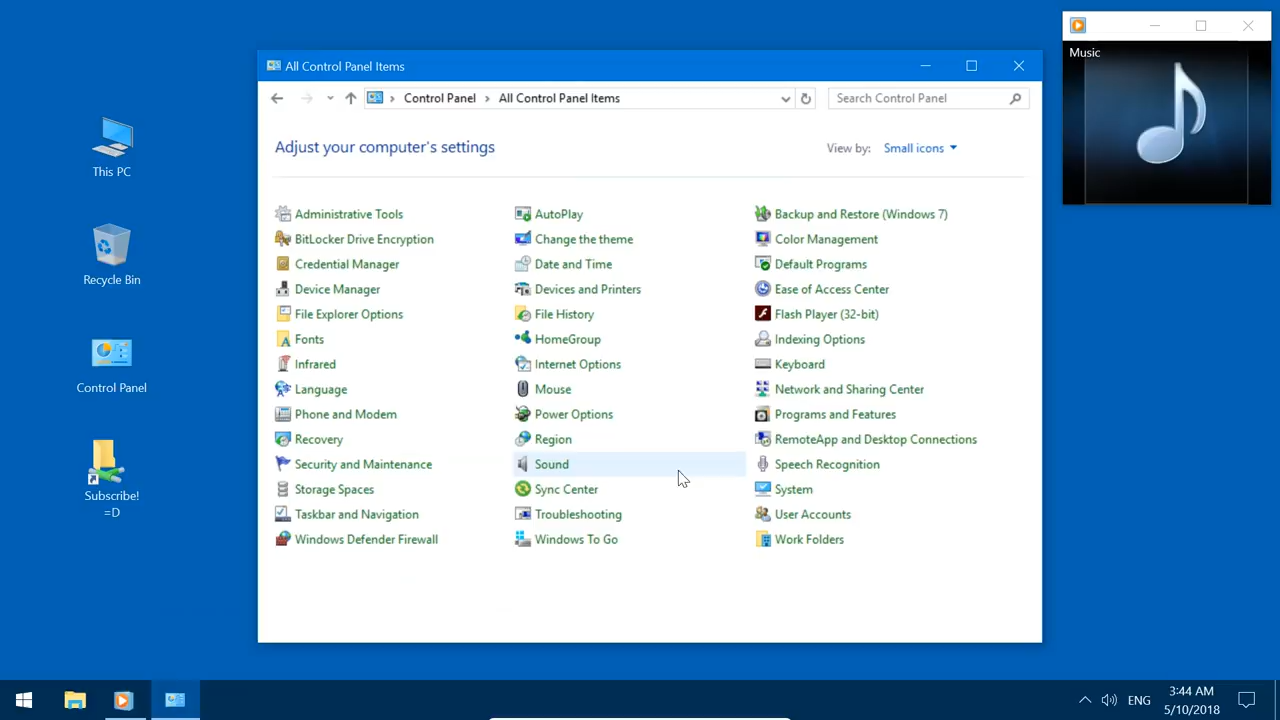 Music
All Control Panel Items
Control Panel
All Control Panel Items
Search Control Panel
Adjust your computer's settings
View by: Small icons
Administrative Tools
AutoPlay
Backup and Restore (Windows 7)
BitLocker Drive Encryption
Change the theme
Color Management
Credential Manager
Date and Time
Default Programs
Device Manager
Devices and Printers
Ease of Access Center
File Explorer Options
File History
Flash Player (32-bit)
Fonts
HomeGroup
Indexing Options
Infrared
Internet Options
Keyboard
Language
Mouse
Network and Sharing Center
Phone and Modem
Power Options
Programs and Features
Recovery
Region
RemoteApp and Desktop Connections
Security and Maintenance
Sound
Speech Recognition
Storage Spaces
Sync Center
System
Taskbar and Navigation
Troubleshooting
User Accounts
Windows Defender Firewall
Windows To Go
Work Folders
This PC
Recycle Bin
Control Panel
Subscribe!
=D
ENG
3:44 AM
5/10/2018